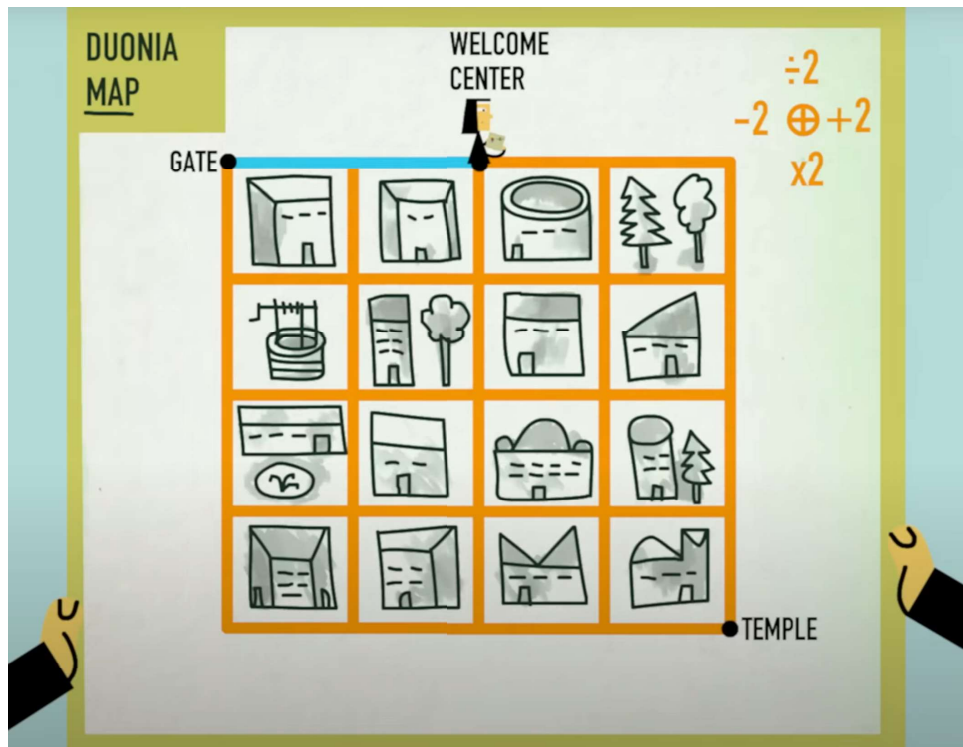 DUONIA
MAP
WELCOME
CENTER
GATE
÷2
-2 ⊕ +2
x2
TEMPLE